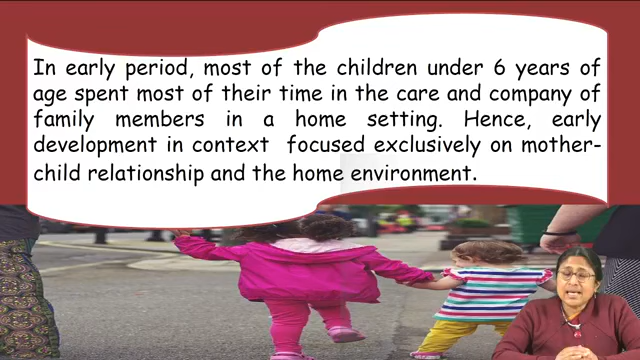 In early period, most of the children under 6 years of
age spent most of their time in the care and company of
family members in a home setting. Hence, early
development in context focused exclusively on mother-
child relationship and the home environment.